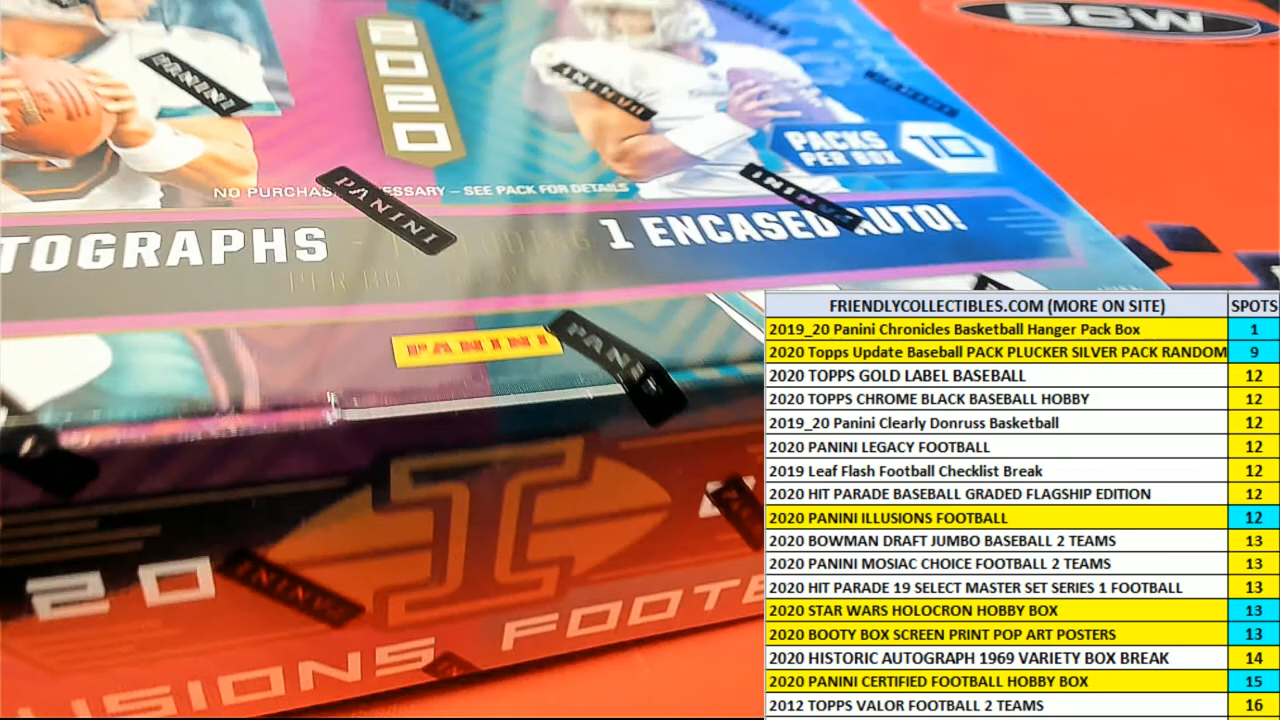 BCW
PANINI
2020
PANINI
PACKS
PER BOX
10
NO PURCHAS ESSARY – SEE PACK FOR DETAILS
PANINI
PANINI
TOGRAPHS - INCLUDING 1 ENCASED AUTO!
PANINI
PANI
20
PANINI
USIONS FOOT
FRIENDLYCOLLECTIBLES.COM (MORE ON SITE) SPOTS
2019_20 Panini Chronicles Basketball Hanger Pack Box 1
2020 Topps Update Baseball PACK PLUCKER SILVER PACK RANDOM 9
2020 TOPPS GOLD LABEL BASEBALL 12
2020 TOPPS CHROME BLACK BASEBALL HOBBY 12
2019_20 Panini Clearly Donruss Basketball 12
2020 PANINI LEGACY FOOTBALL 12
2019 Leaf Flash Football Checklist Break 12
2020 HIT PARADE BASEBALL GRADED FLAGSHIP EDITION 12
2020 PANINI ILLUSIONS FOOTBALL 12
2020 BOWMAN DRAFT JUMBO BASEBALL 2 TEAMS 13
2020 PANINI MOSIAC CHOICE FOOTBALL 2 TEAMS 13
2020 HIT PARADE 19 SELECT MASTER SET SERIES 1 FOOTBALL 13
2020 STAR WARS HOLOCRON HOBBY BOX 13
2020 BOOTY BOX SCREEN PRINT POP ART POSTERS 13
2020 HISTORIC AUTOGRAPH 1969 VARIETY BOX BREAK 14
2020 PANINI CERTIFIED FOOTBALL HOBBY BOX 15
2012 TOPPS VALOR FOOTBALL 2 TEAMS 16